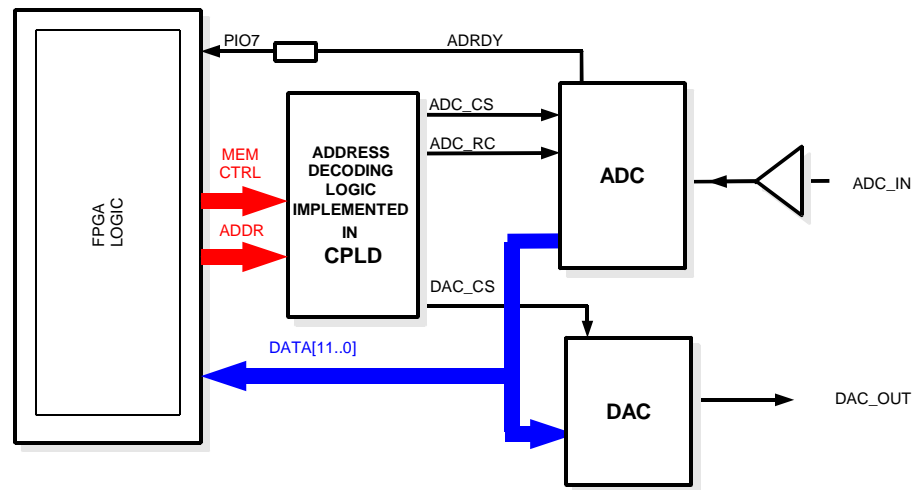 PIO7
ADRDY
FPGA
LOGIC
MEM
CTRL
ADDR
ADDRESS
DECODING
LOGIC
IMPLEMENTED
IN
CPLD
ADC_CS
ADC_RC
ADC
ADC_IN
DAC_CS
DATA[11..0]
DAC
DAC_OUT